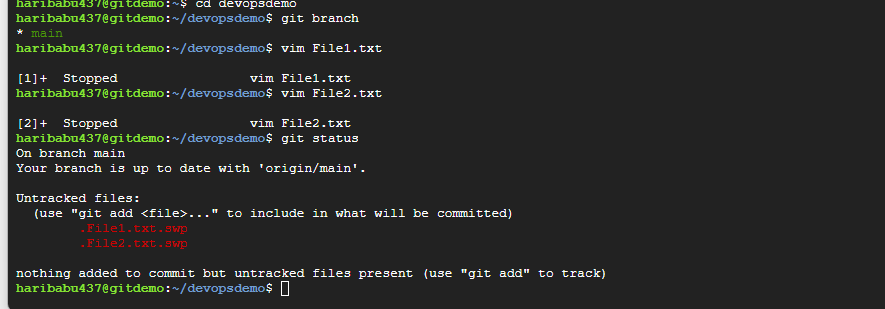 haribabu437@gitdemo:~$ cd devopsdemo
haribabu437@gitdemo:~/devopsdemo$ git branch
* main
haribabu437@gitdemo:~/devopsdemo$ vim File1.txt
[1]+  Stopped                 vim File1.txt
haribabu437@gitdemo:~/devopsdemo$ vim File2.txt
[2]+  Stopped                 vim File2.txt
haribabu437@gitdemo:~/devopsdemo$ git status
On branch main
Your branch is up to date with 'origin/main'.
Untracked files:
  (use "git add <file>..." to include in what will be committed)
        .File1.txt.swp
        .File2.txt.swp
nothing added to commit but untracked files present (use "git add" to track)
haribabu437@gitdemo:~/devopsdemo$